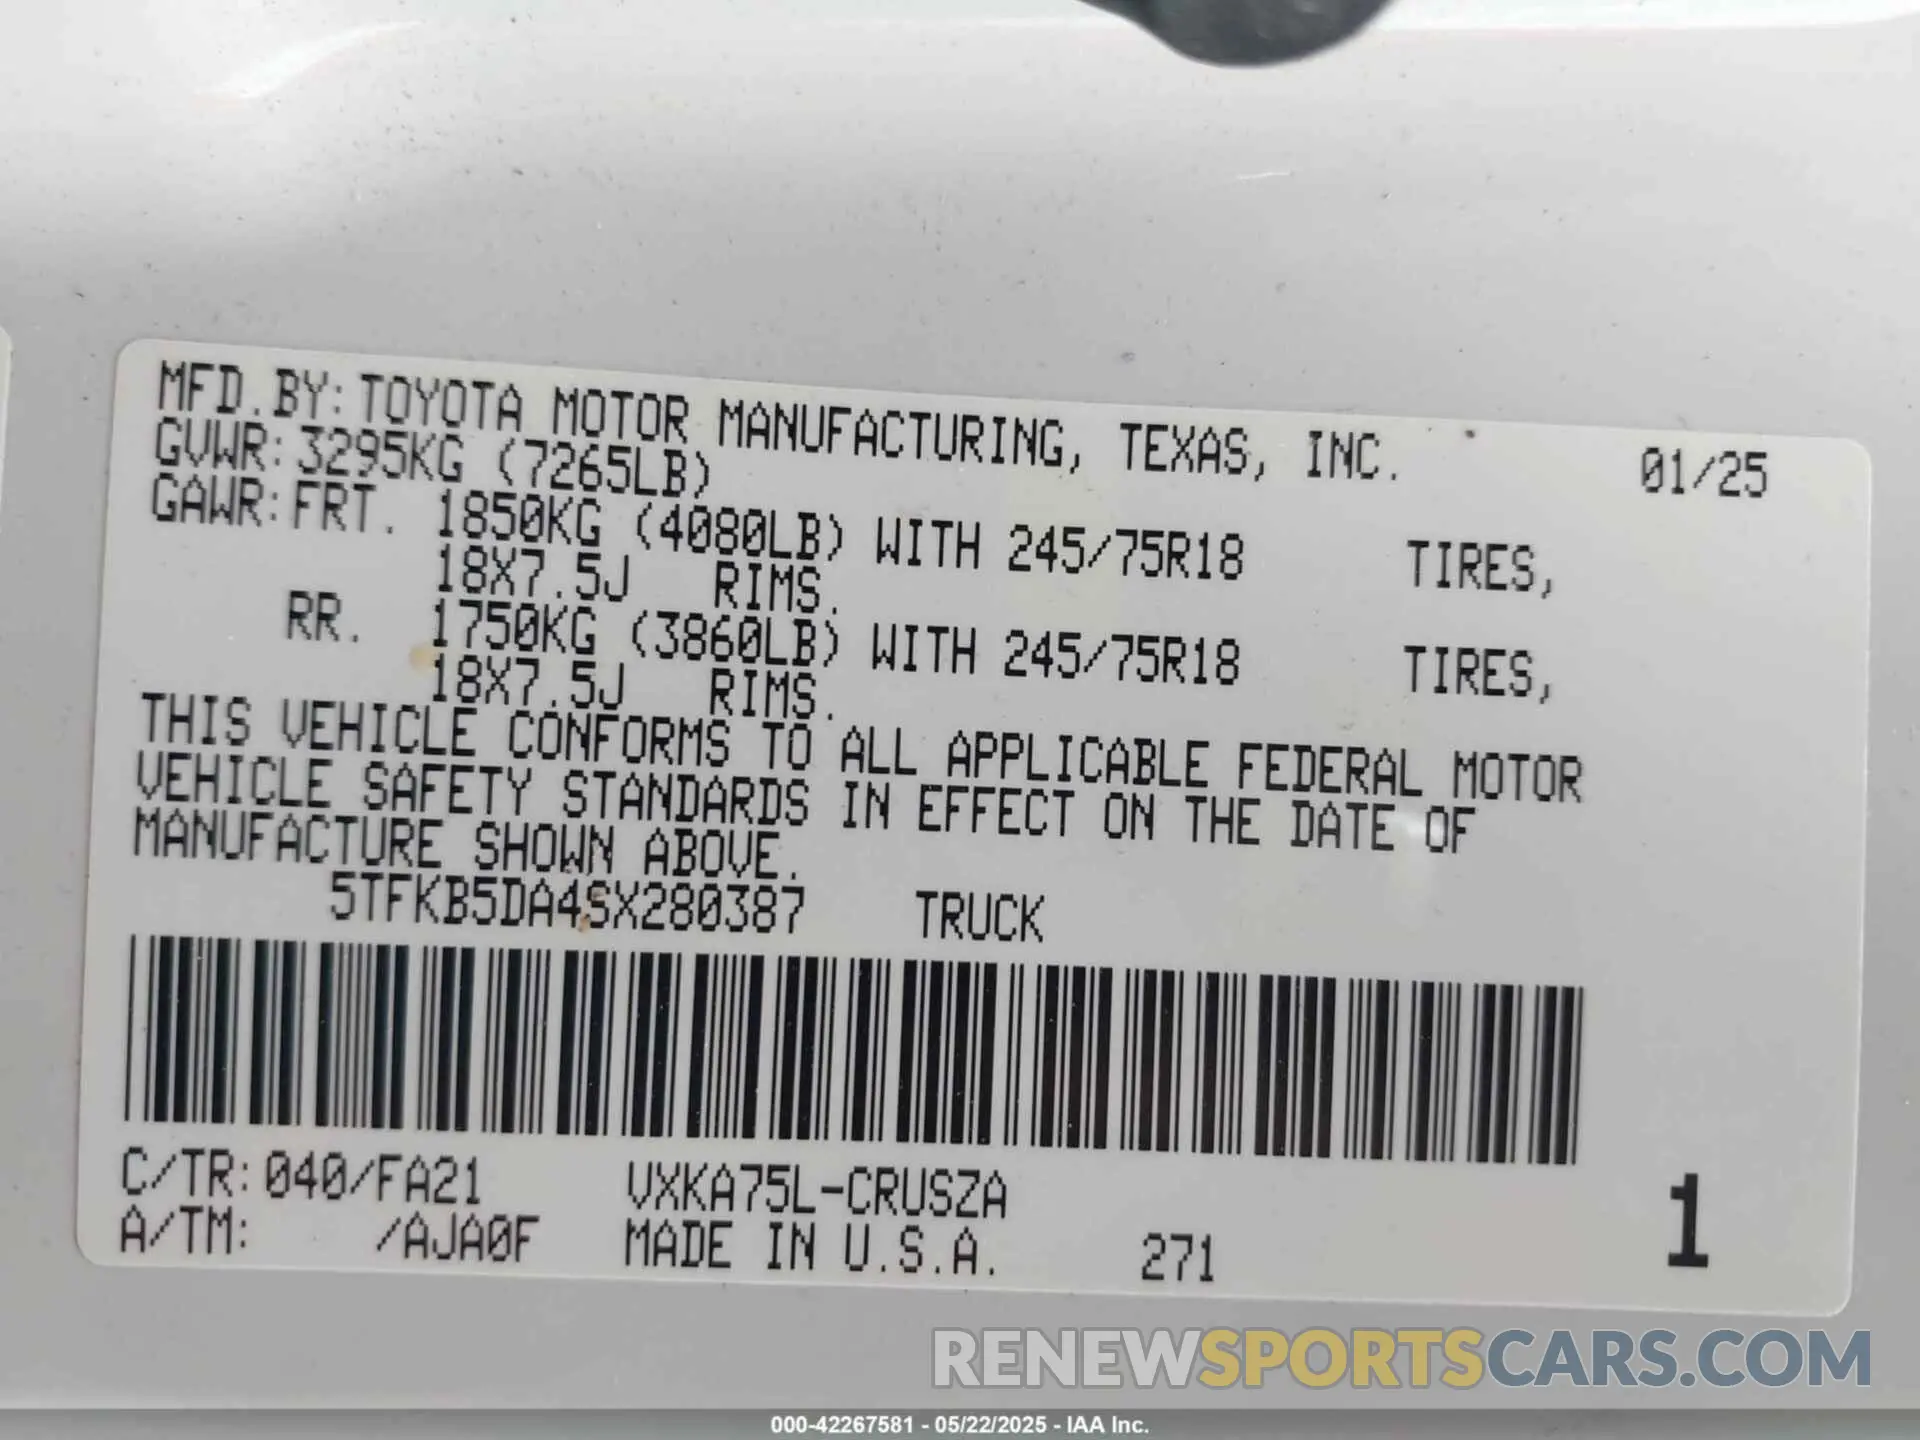 MFD.BY:TOYOTA MOTOR MANUFACTURING, TEXAS, INC. 01/25
GVWR:3295KG (7265LB)
GAWR:FRT. 1850KG (4080LB) WITH 245/75R18 TIRES,
18X7.5J RIMS.
RR. 1750KG (3860LB) WITH 245/75R18 TIRES,
18X7.5J RIMS.
THIS VEHICLE CONFORMS TO ALL APPLICABLE FEDERAL MOTOR
VEHICLE SAFETY STANDARDS IN EFFECT ON THE DATE OF
MANUFACTURE SHOWN ABOVE.
5TFKB5DA4SX280387 TRUCK
C/TR:040/FA21 VXKA75L-CRUSZA 1
A/TM: /AJA0F MADE IN U.S.A. 271
RENEWSPORTSCARS.COM
000-42267581 - 05/22/2025 - IAA Inc.